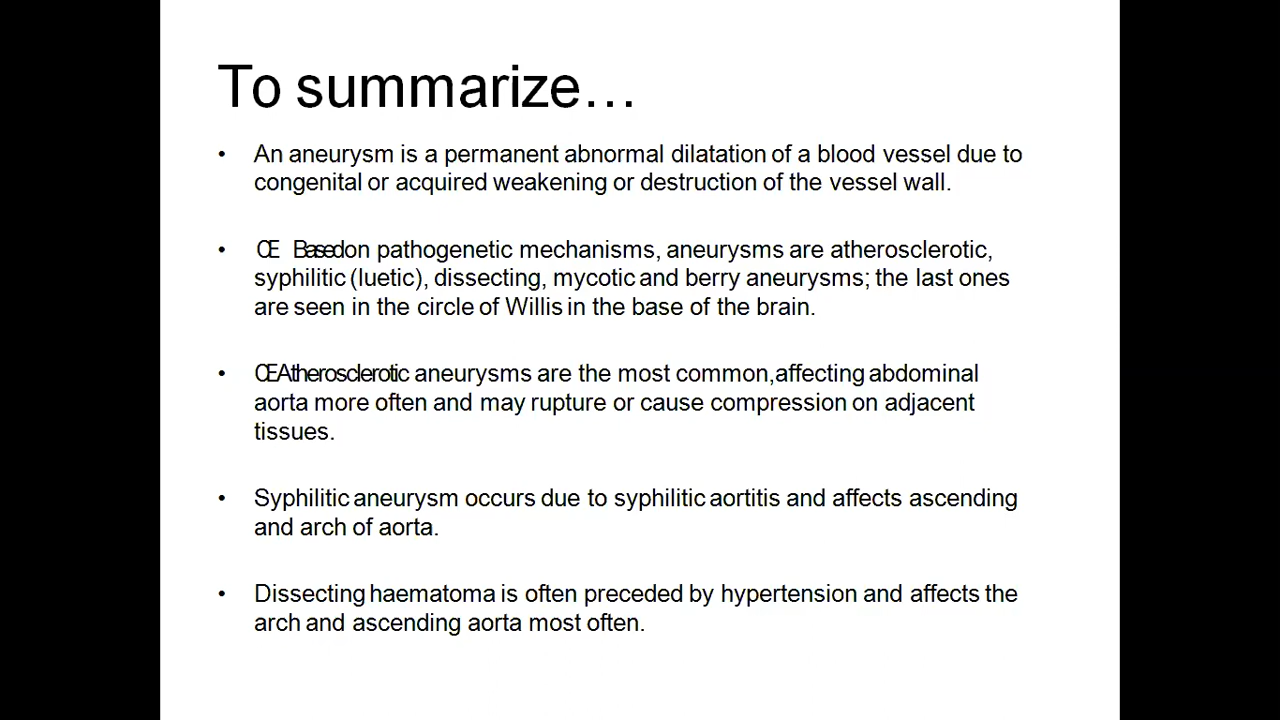 To summarize…
• An aneurysm is a permanent abnormal dilatation of a blood vessel due to
congenital or acquired weakening or destruction of the vessel wall.
• Œ Based on pathogenetic mechanisms, aneurysms are atherosclerotic,
syphilitic (luetic), dissecting, mycotic and berry aneurysms; the last ones
are seen in the circle of Willis in the base of the brain.
• ŒAtherosclerotic aneurysms are the most common,affecting abdominal
aorta more often and may rupture or cause compression on adjacent
tissues.
• Syphilitic aneurysm occurs due to syphilitic aortitis and affects ascending
and arch of aorta.
• Dissecting haematoma is often preceded by hypertension and affects the
arch and ascending aorta most often.